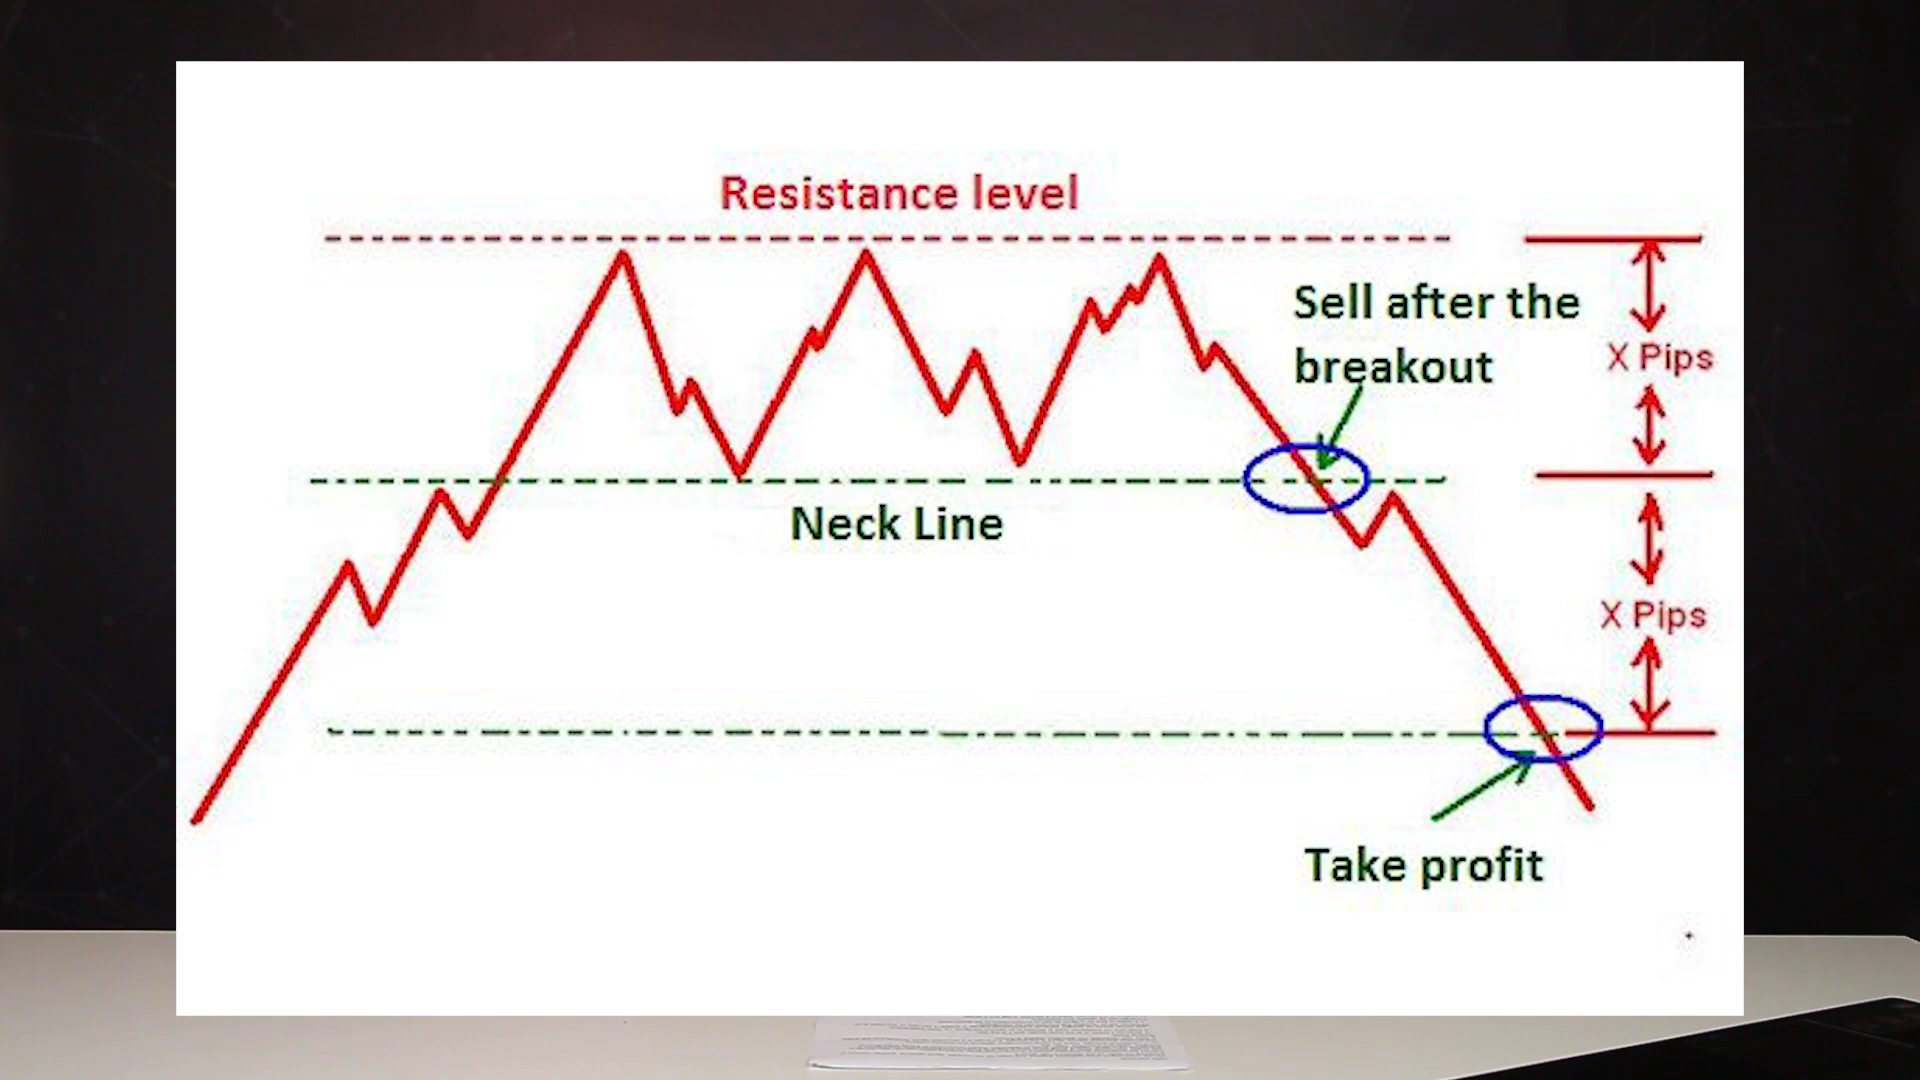 Resistance level
Sell after the
breakout
X Pips
Neck Line
X Pips
Take profit